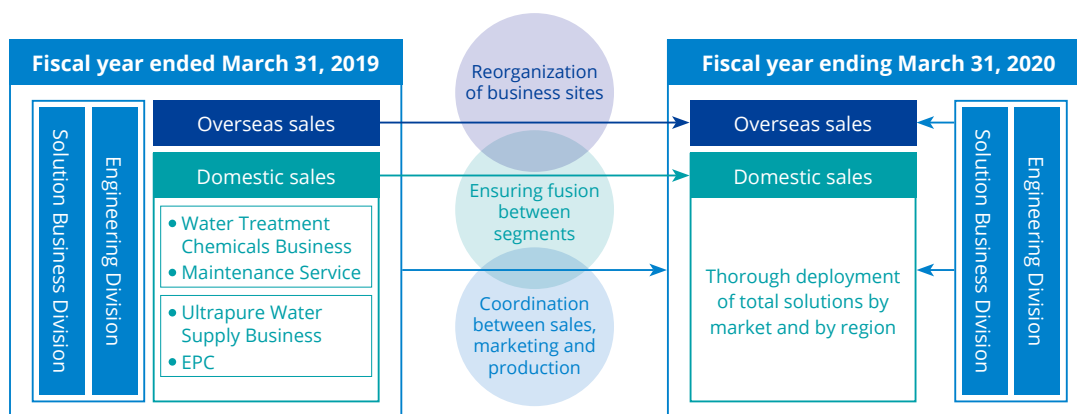 Fiscal year ended March 31, 2019
Solution Business Division
Engineering Division
Overseas sales
Domestic sales
• Water Treatment
Chemicals Business
• Maintenance Service
• Ultrapure Water
Supply Business
• EPC
Reorganization
of business sites
Ensuring fusion
between
segments
Coordination
between sales,
marketing and
production
Fiscal year ending March 31, 2020
Overseas sales
Domestic sales
Thorough deployment
of total solutions by
market and by region
Solution Business Division
Engineering Division